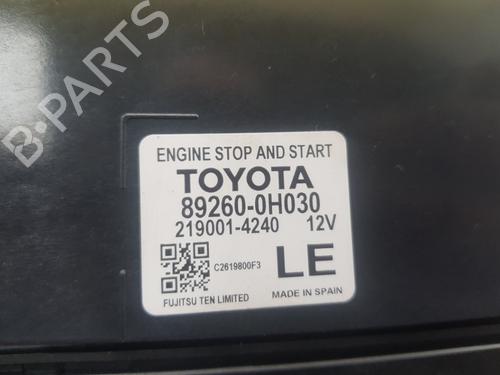 B-PARTS
ENGINE STOP AND START
TOYOTA
89260-0H030
219001-4240 12V
C2619800F3
LE
FUJITSU TEN LIMITED
MADE IN SPAIN
B-PARTS